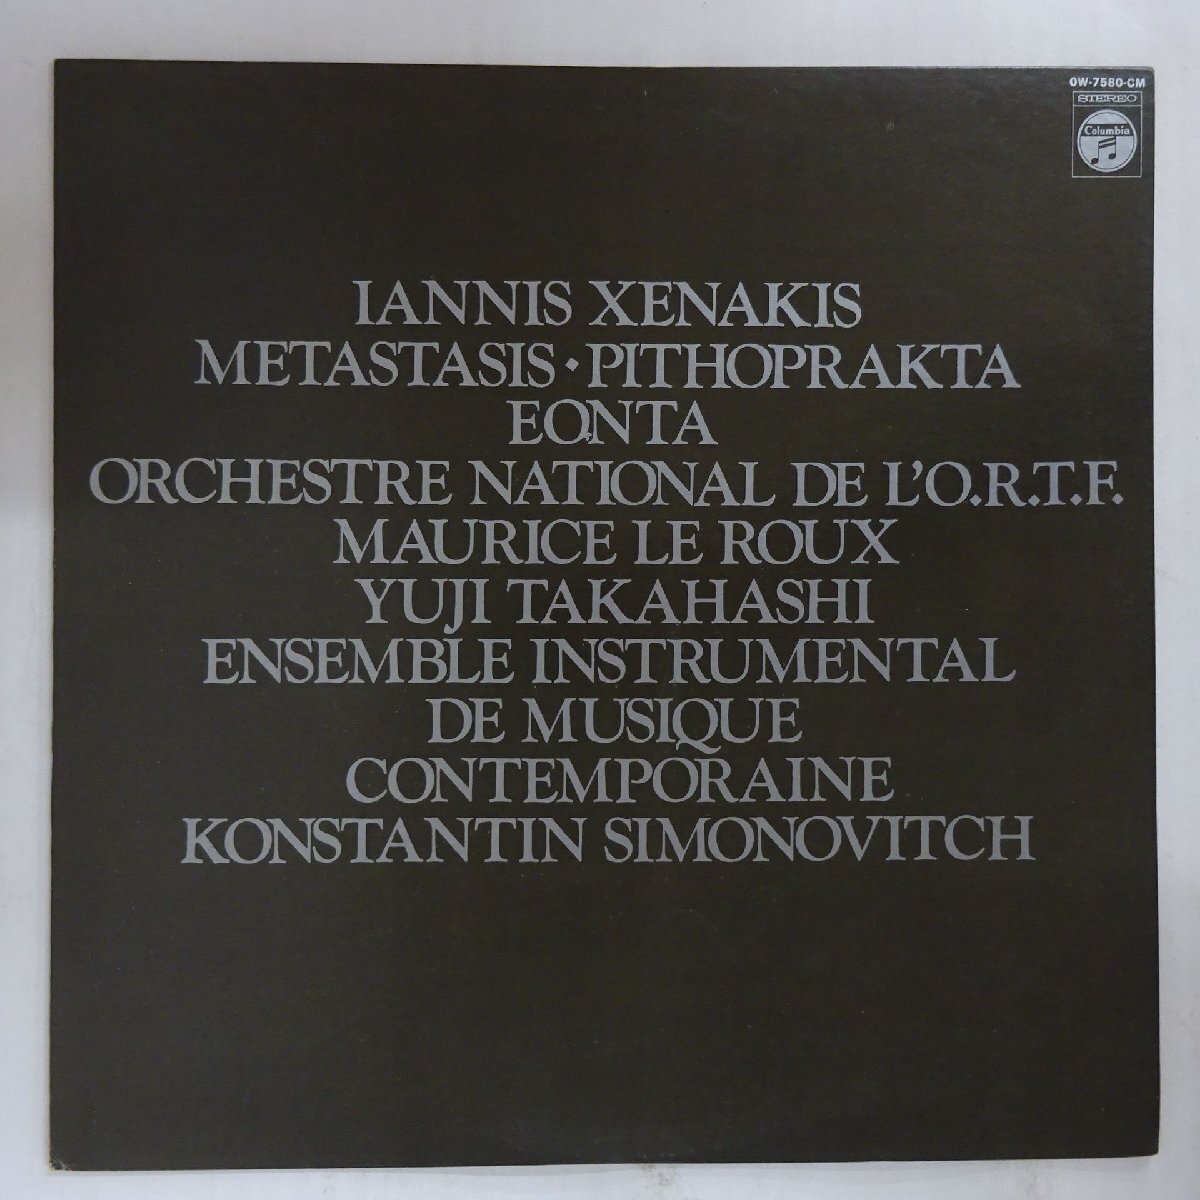 OW-7580-CM
STEREO
Columbia
IANNIS XENAKIS
METASTASIS • PITHOPRAKTA
EONTA
ORCHESTRE NATIONAL DE L'O.R.T.F.
MAURICE LE ROUX
YUJI TAKAHASHI
ENSEMBLE INSTRUMENTAL
DE MUSIQUE
CONTEMPORAINE
KONSTANTIN SIMONOVITCH